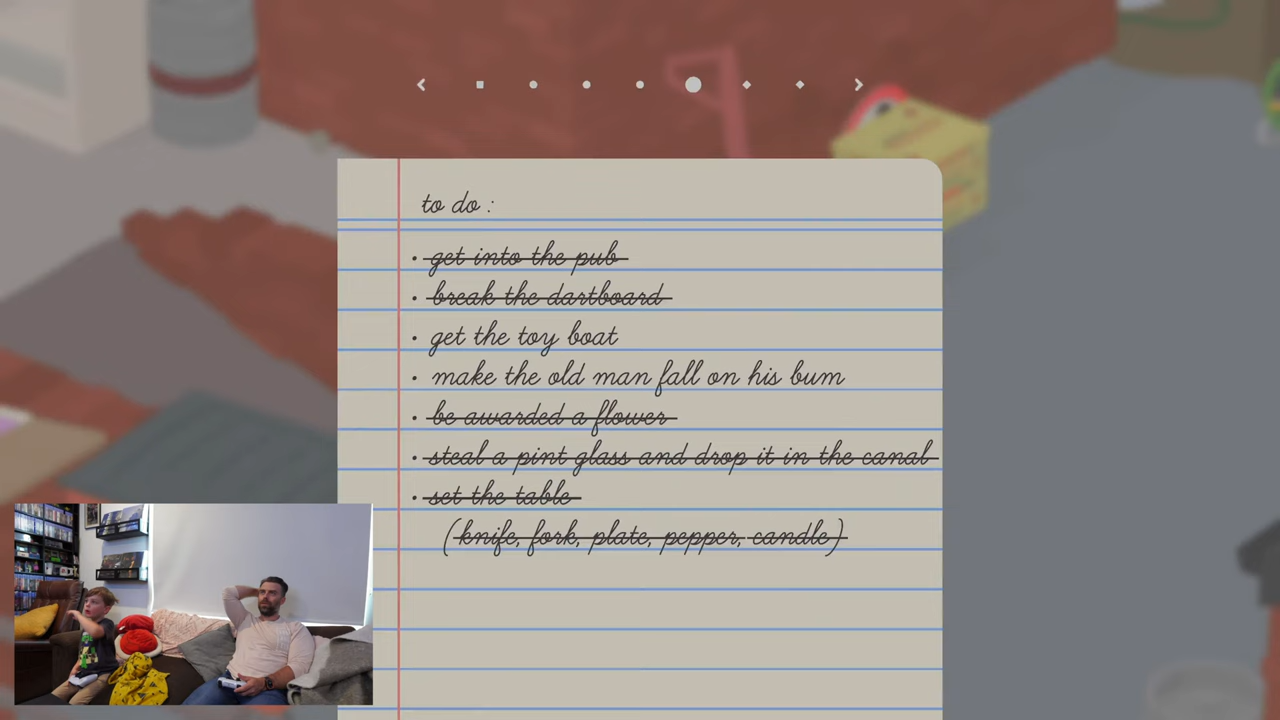 to do :
• get into the pub
• break the dartboard
• get the toy boat
• make the old man fall on his bum
• be awarded a flower
• steal a pint glass and drop it in the canal
• set the table
(knife, fork, plate, pepper, candle)